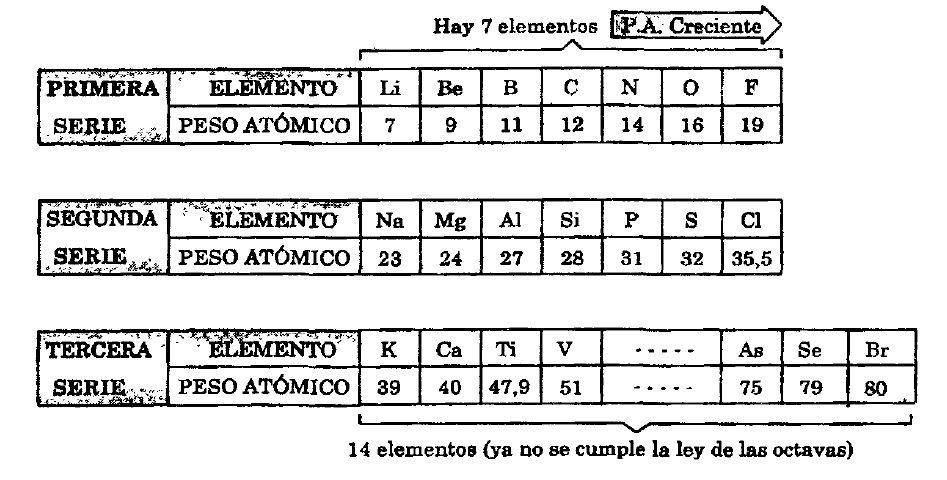 Hay 7 elementos P.A. Creciente
PRIMERA SERIE ELEMENTO Li Be B C N O F
PESO ATÓMICO 7 9 11 12 14 16 19
SEGUNDA SERIE ELEMENTO Na Mg Al Si P S Cl
PESO ATÓMICO 23 24 27 28 31 32 35,5
TERCERA SERIE ELEMENTO K Ca Ti V ----- As Se Br
PESO ATÓMICO 39 40 47,9 51 ----- 75 79 80
14 elementos (ya no se cumple la ley de las octavas)